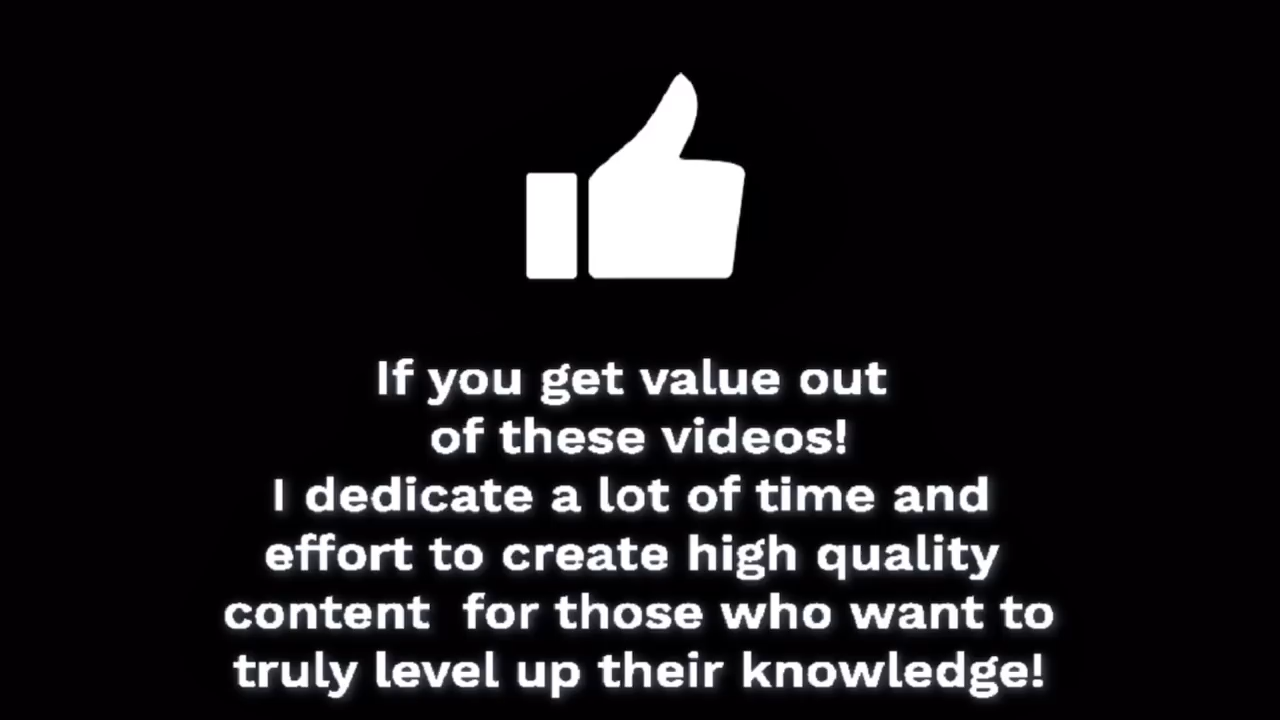 If you get value out
of these videos!
I dedicate a lot of time and
effort to create high quality
content  for those who want to
truly level up their knowledge!